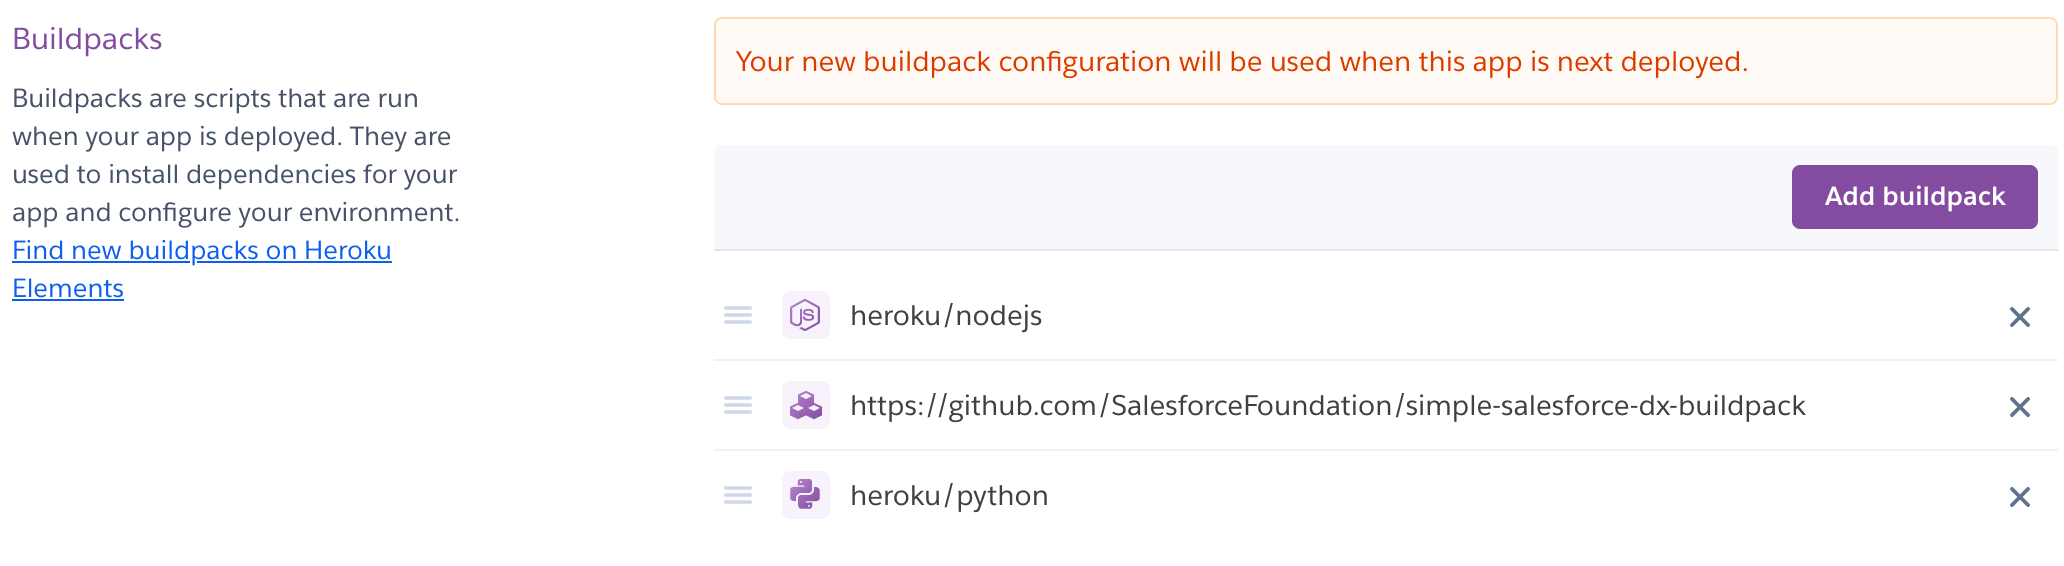 Buildpacks
Buildpacks are scripts that are run
when your app is deployed. They are
used to install dependencies for your
app and configure your environment.
Find new buildpacks on Heroku
Elements
Your new buildpack configuration will be used when this app is next deployed.
Add buildpack
JS
heroku/nodejs
https://github.com/SalesforceFoundation/simple-salesforce-dx-buildpack
heroku/python